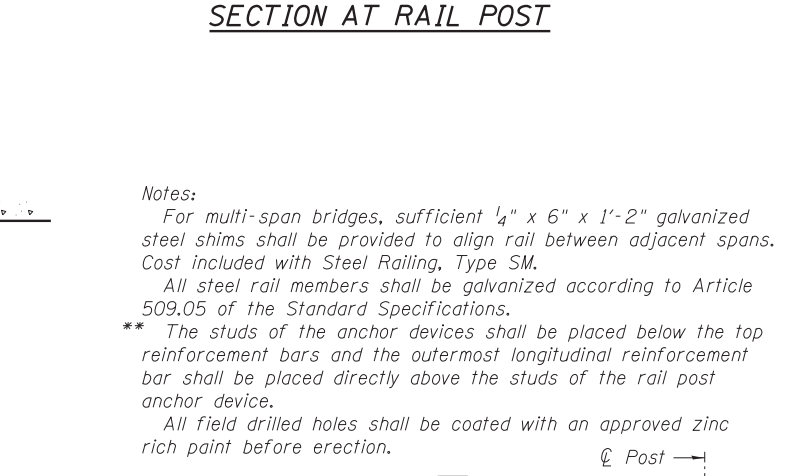 SECTION AT RAIL POST
Notes:
For multi-span bridges, sufficient 1/4" x 6" x 1'-2" galvanized
steel shims shall be provided to align rail between adjacent spans.
Cost included with Steel Railing, Type SM.
All steel rail members shall be galvanized according to Article
509.05 of the Standard Specifications.
** The studs of the anchor devices shall be placed below the top
reinforcement bars and the outermost longitudinal reinforcement
bar shall be placed directly above the studs of the rail post
anchor device.
All field drilled holes shall be coated with an approved zinc
rich paint before erection.
℄ Post